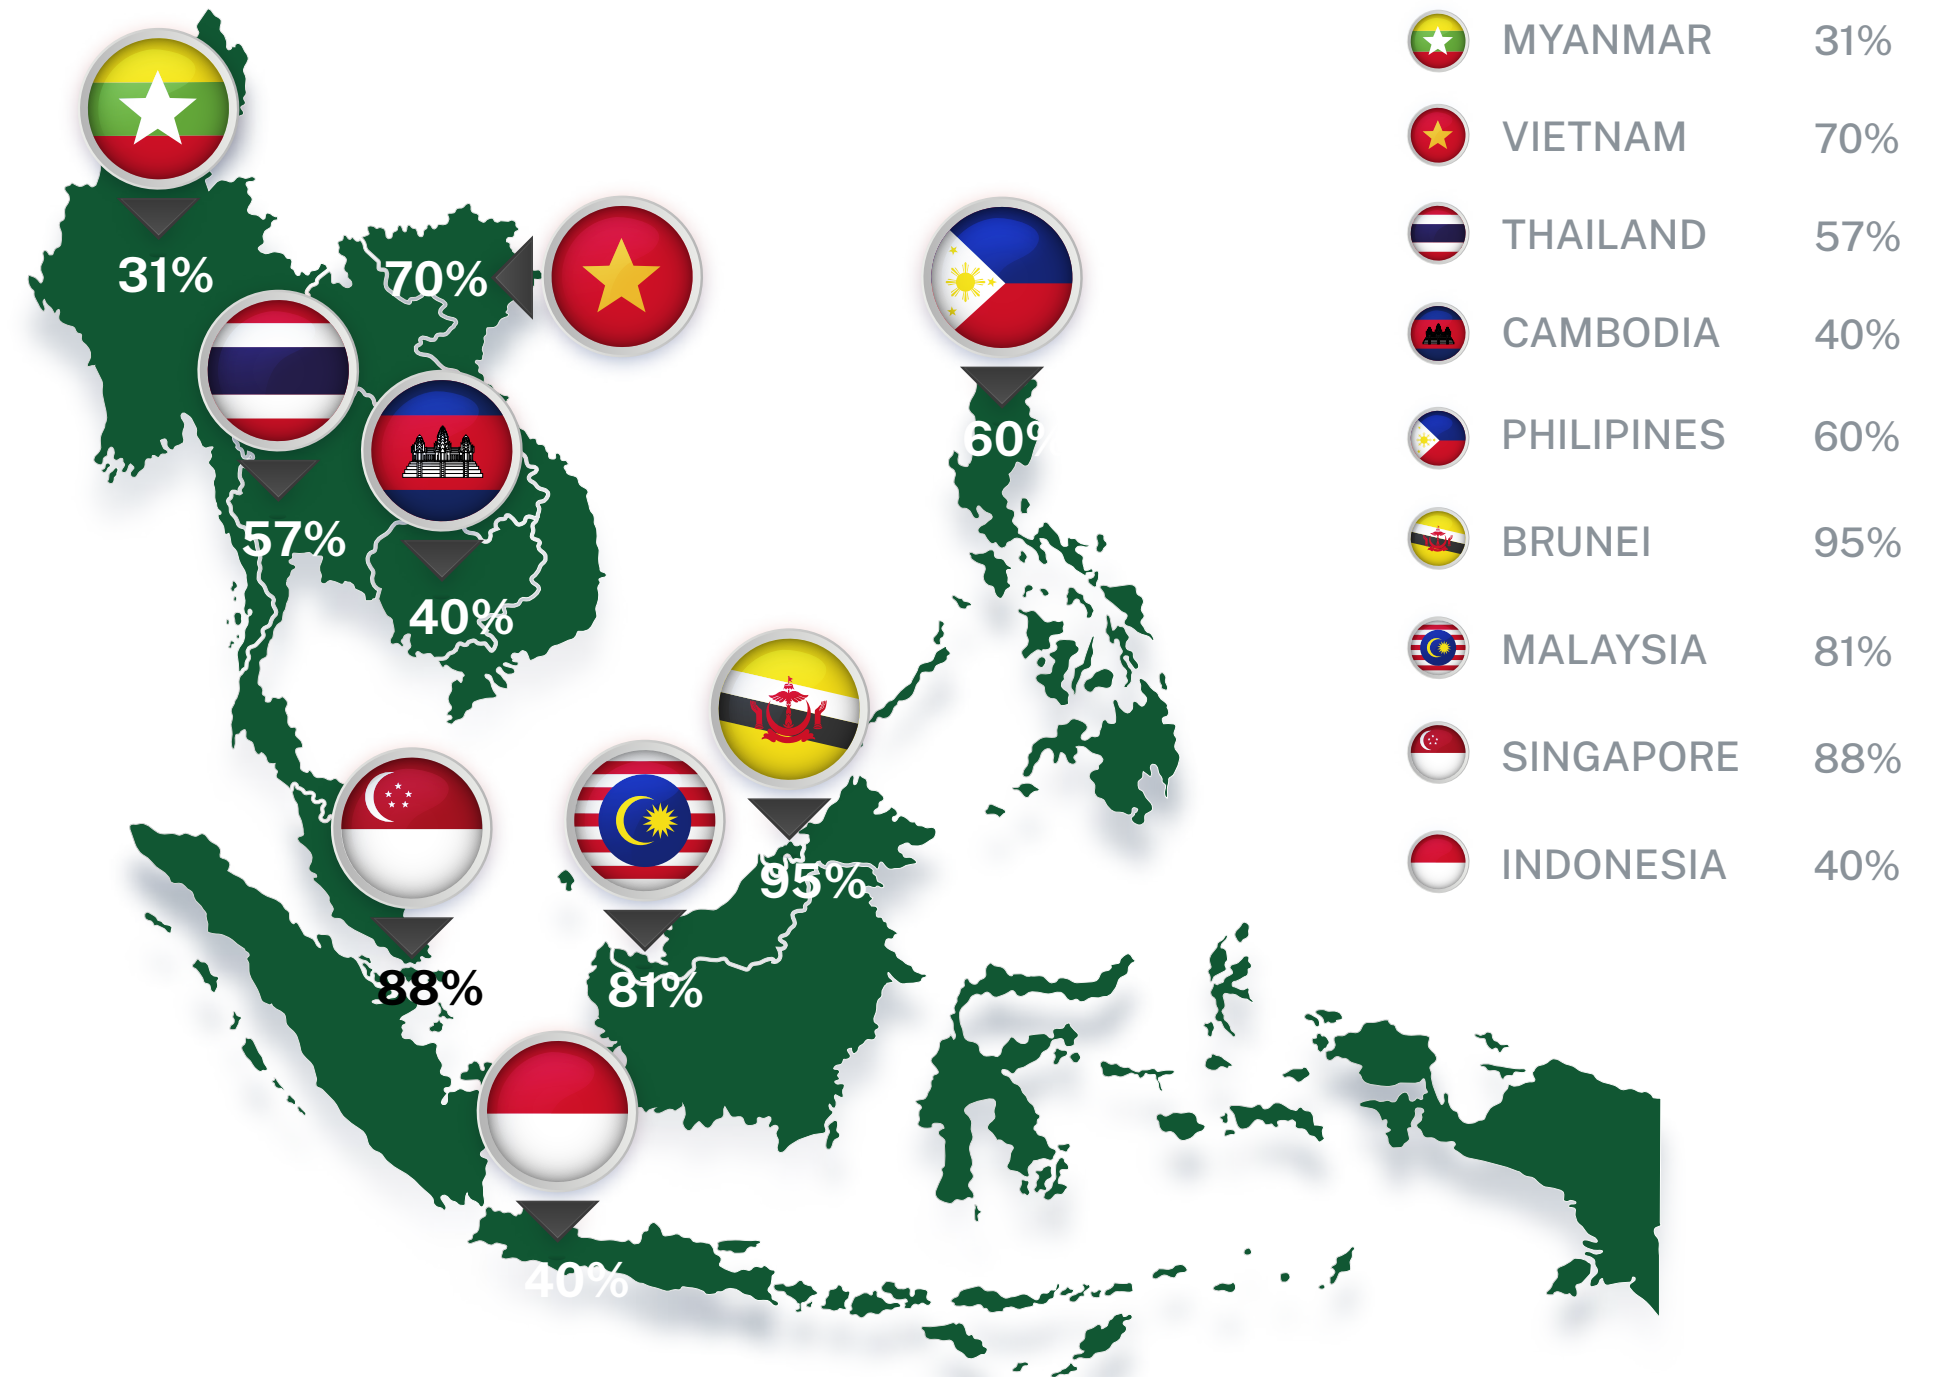 31%
70%
57%
40%
60%
95%
88%
81%
40%
MYANMAR 31%
VIETNAM 70%
THAILAND 57%
CAMBODIA 40%
PHILIPINES 60%
BRUNEI 95%
MALAYSIA 81%
SINGAPORE 88%
INDONESIA 40%